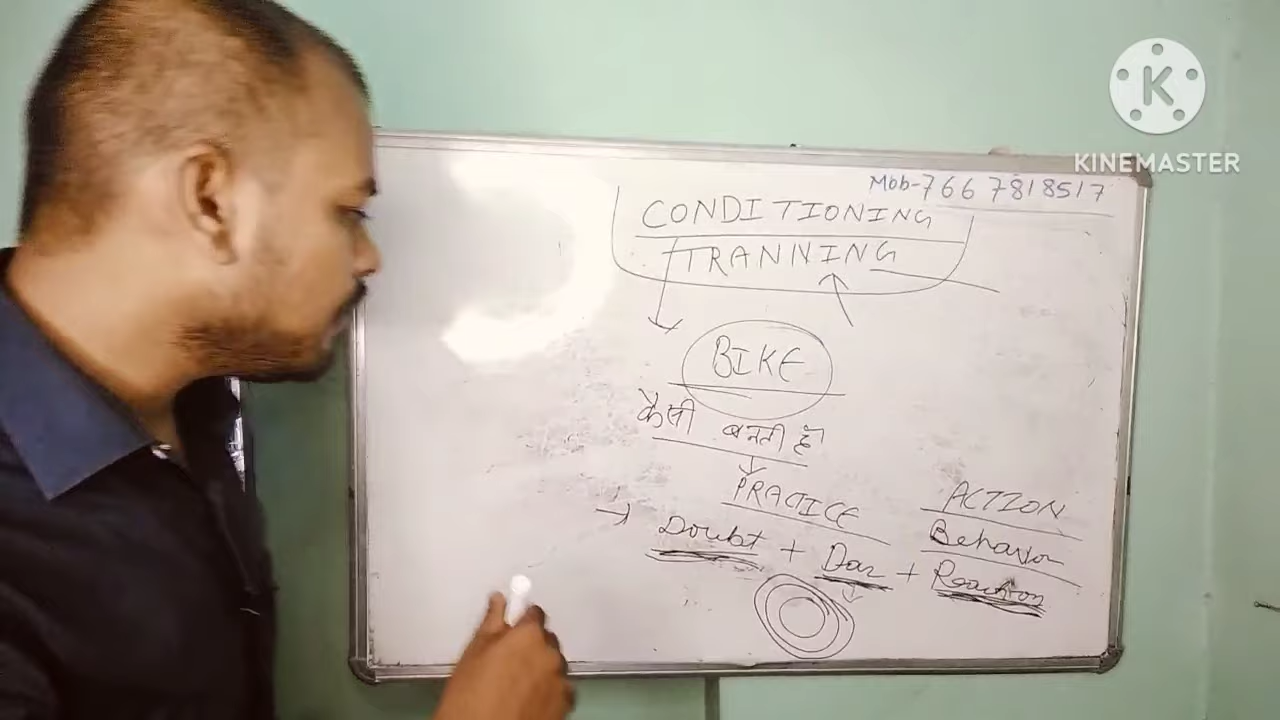 KINEMASTER
Mob-7667818517
CONDITIONING
TRANNING
BIKE
कैसी बनती है
PRACTICE
ACTION
Behavior
Doubt + Dar + Reaction